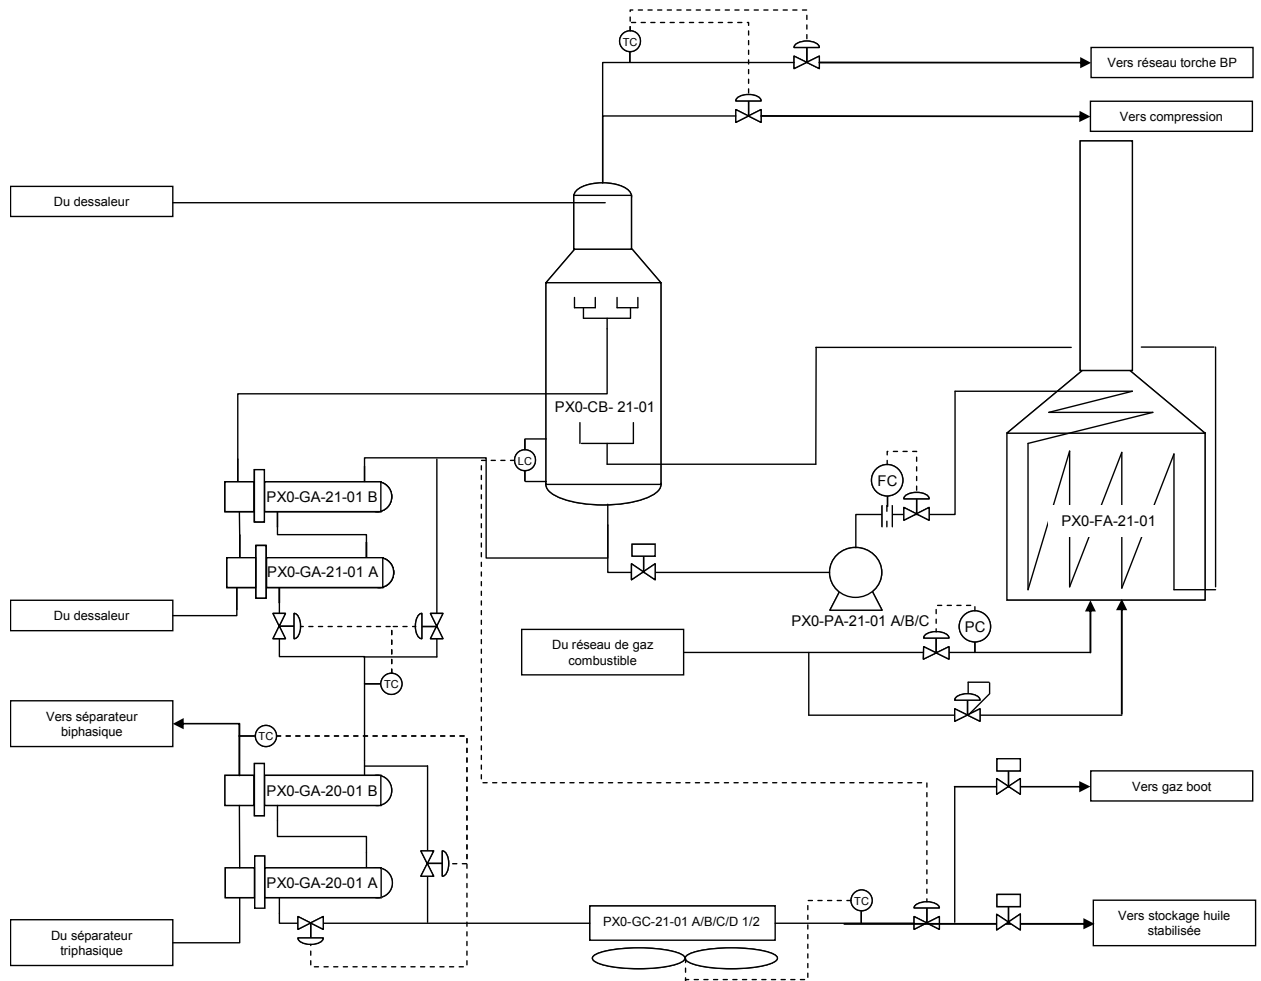 TC
Vers réseau torche BP
Vers compression
Du dessaleur
PX0-CB- 21-01
LC
PX0-GA-21-01 B
FC
PX0-FA-21-01
PX0-GA-21-01 A
Du dessaleur
PX0-PA-21-01 A/B/C
PC
Du réseau de gaz
combustible
TC
Vers séparateur
biphasique
TC
PX0-GA-20-01 B
Vers gaz boot
PX0-GA-20-01 A
TC
PX0-GC-21-01 A/B/C/D 1/2
Vers stockage huile
stabilisée
Du séparateur
triphasique